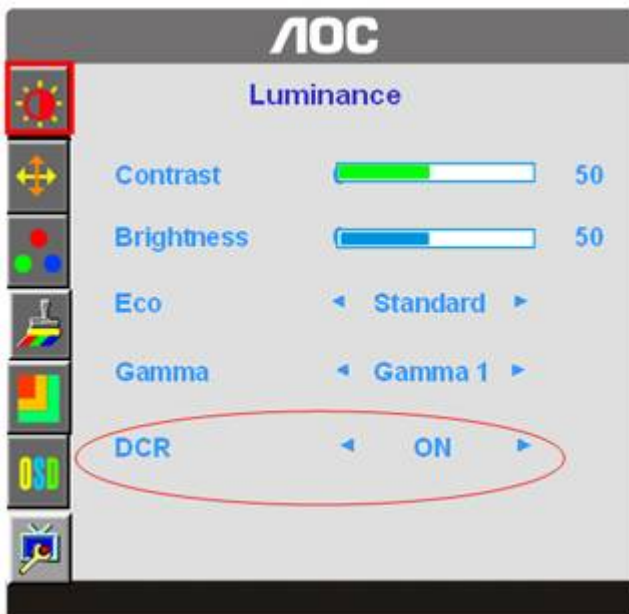 AOC
Luminance
Contrast 50
Brightness 50
Eco Standard
Gamma Gamma 1
DCR ON
OSD